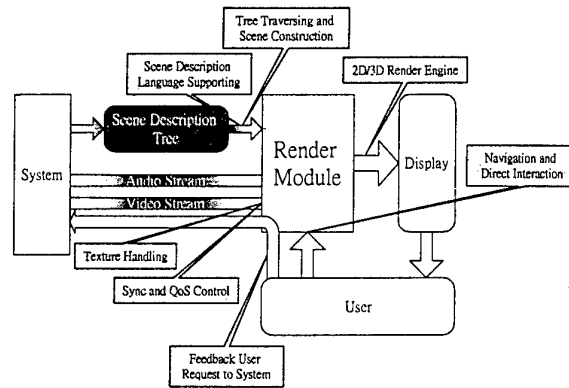 Tree Traversing and
Scene Construction
Scene Description
Language Supporting
2D/3D Render Engine
Scene Description
Tree
System
Render
Module
Display
Navigation and
Direct Interaction
Audio Stream
Video Stream
Texture Handling
Sync and QoS Control
User
Feedback User
Request to System